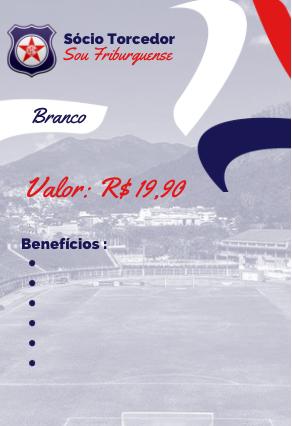 Sócio Torcedor
Sou Friburguense
Branco
Valor: R$ 19,90
Benefícios :